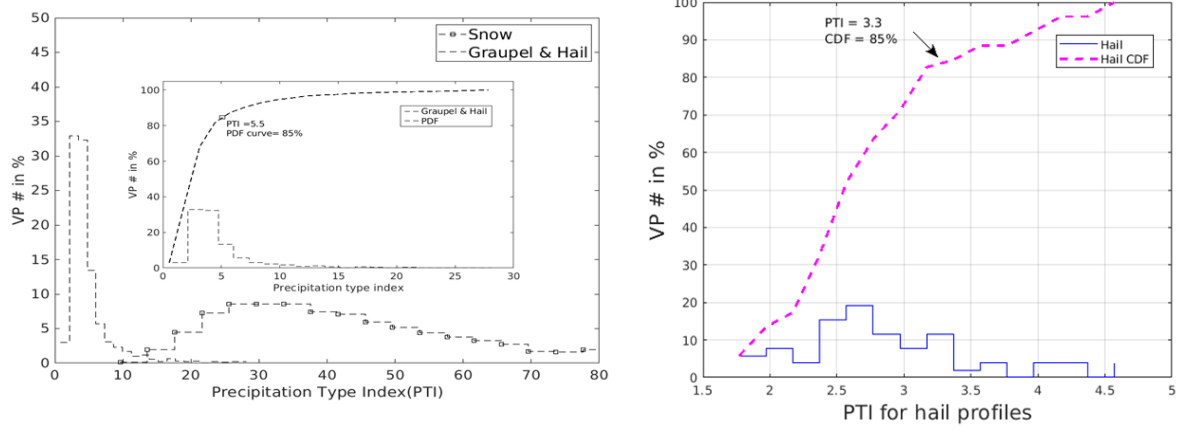 50
45
40
35
30
25
20
15
10
5
0
VP # in %
Snow
Graupel & Hail
100
80
60
40
20
0
VP # in %
PTI =5.5
PDF curve= 85%
Graupel & Hail
PDF
0 5 10 15 20 25 30
Precipitation type index
0 10 20 30 40 50 60 70 80
Precipitation Type Index(PTI)
100
90
80
70
60
50
40
30
20
10
0
VP # in %
PTI = 3.3
CDF = 85%
Hail
Hail CDF
1.5 2 2.5 3 3.5 4 4.5 5
PTI for hail profiles